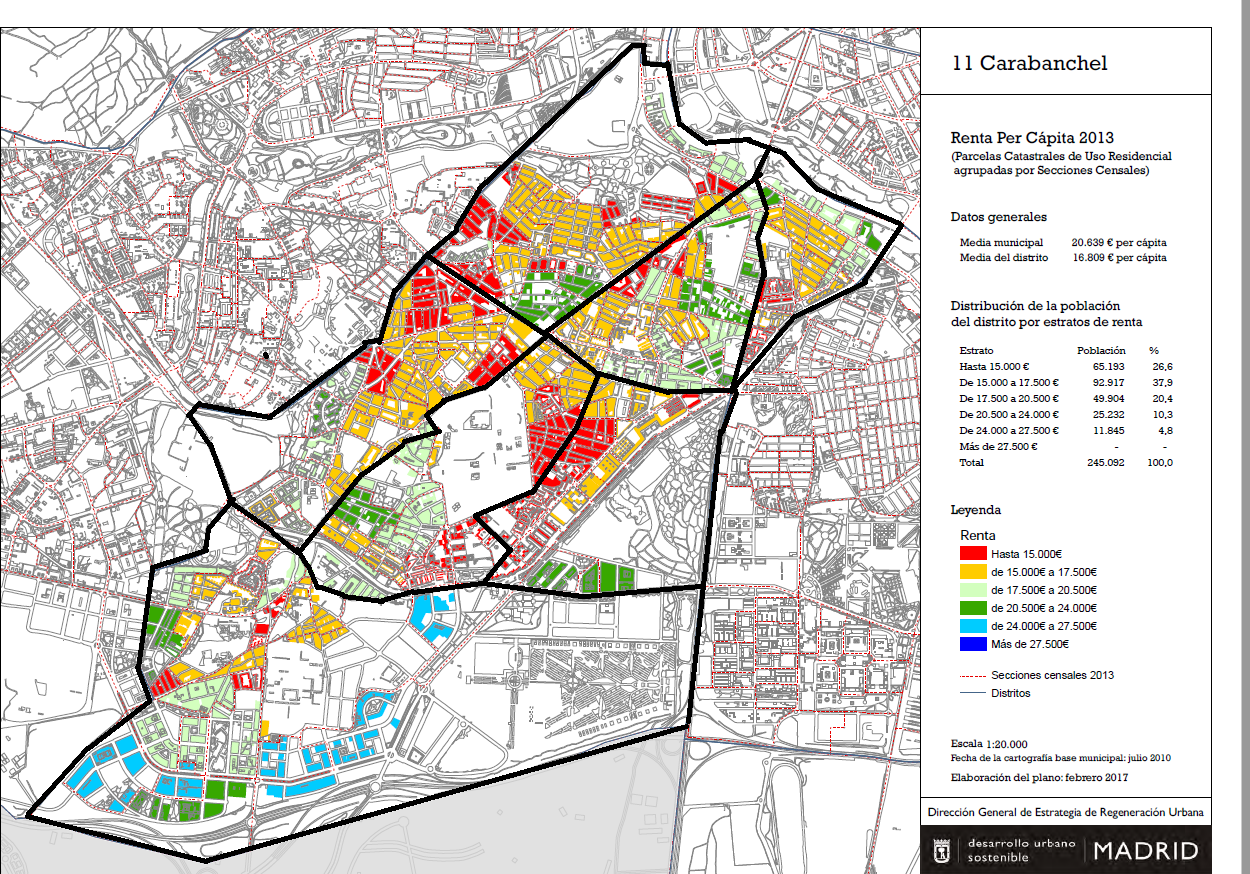 11 Carabanchel
Renta Per Cápita 2013
(Parcelas Catastrales de Uso Residencial
agrupadas por Secciones Censales)
Datos generales
Media municipal 20.639 € per cápita
Media del distrito 16.809 € per cápita
Distribución de la población
del distrito por estratos de renta
Estrato Población %
Hasta 15.000 € 65.193 26,6
De 15.000 a 17.500 € 92.917 37,9
De 17.500 a 20.500 € 49.904 20,4
De 20.500 a 24.000 € 25.232 10,3
De 24.000 a 27.500 € 11.845 4,8
Más de 27.500 € - -
Total 245.092 100,0
Leyenda
Renta
Hasta 15.000€
de 15.000€ a 17.500€
de 17.500€ a 20.500€
de 20.500€ a 24.000€
de 24.000€ a 27.500€
Más de 27.500€
Secciones censales 2013
Distritos
Escala 1:20.000
Fecha de la cartografía base municipal: julio 2010
Elaboración del plano: febrero 2017
Dirección General de Estrategia de Regeneración Urbana
desarrollo urbano
sostenible
MADRID